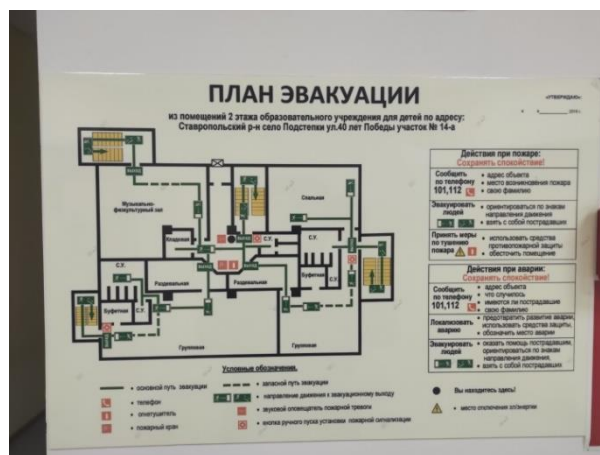 ПЛАН ЭВАКУАЦИИ
«УТВЕРЖДАЮ»
из помещений 2 этажа образовательного учреждения для детей по адресу:
Ставропольский р-н село Подстепки ул.40 лет Победы участок № 14-а
Музыкально-
физкультурный зал
Спальная
Кладовая
С.У.
С.У.
С.У.
С.У.
Раздевальная
Раздевальная
Буфетная
Буфетная
С.У.
Групповая
Групповая
Действия при пожаре:
Сохранять спокойствие!
Сообщить
по телефону
101,112
• адрес объекта
• место возникновения пожара
• свою фамилию
Эвакуировать
людей
• ориентироваться по знакам
направления движения
• взять с собой пострадавших
Принять меры
по тушению
пожара
• использовать средства
противопожарной защиты
• обесточить помещение
Действия при аварии:
Сохранять спокойствие!
Сообщить
по телефону
101,112
• адрес объекта
• что случилось
• имеются ли пострадавшие
• свою фамилию
Локализовать
аварию
• предотвратить развитие аварии,
использовать средства защиты,
• обозначить место аварии
Эвакуировать
людей
• оказать помощь пострадавшим,
ориентироваться по знакам
направления движения,
• взять с собой пострадавших
Условные обозначения.
• основной путь эвакуации
• запасной путь эвакуации
• телефон
• направление движения к эвакуационному выходу
• огнетушитель
• звуковой оповещатель пожарной тревоги
• пожарный кран
• кнопка ручного пуска установки пожарной сигнализации
Вы находитесь здесь!
• место отключения эл/энергии